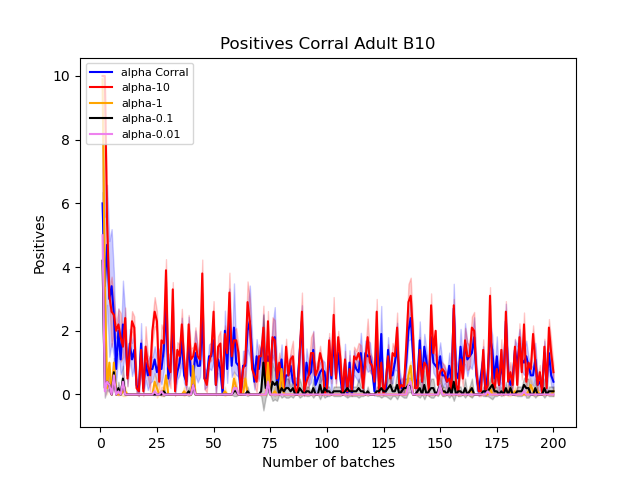 Positives Corral Adult B10
10
8
6
4
2
0
Positives
alpha Corral
alpha-10
alpha-1
alpha-0.1
alpha-0.01
0 25 50 75 100 125 150 175 200
Number of batches